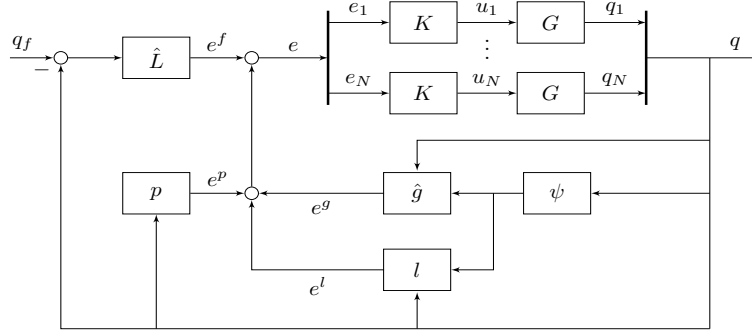 e_1 K u_1 G q_1
q_f − L̂ e^f e ⋮ q
e_N K u_N G q_N
p e^p e^g ĝ ψ
e^l l